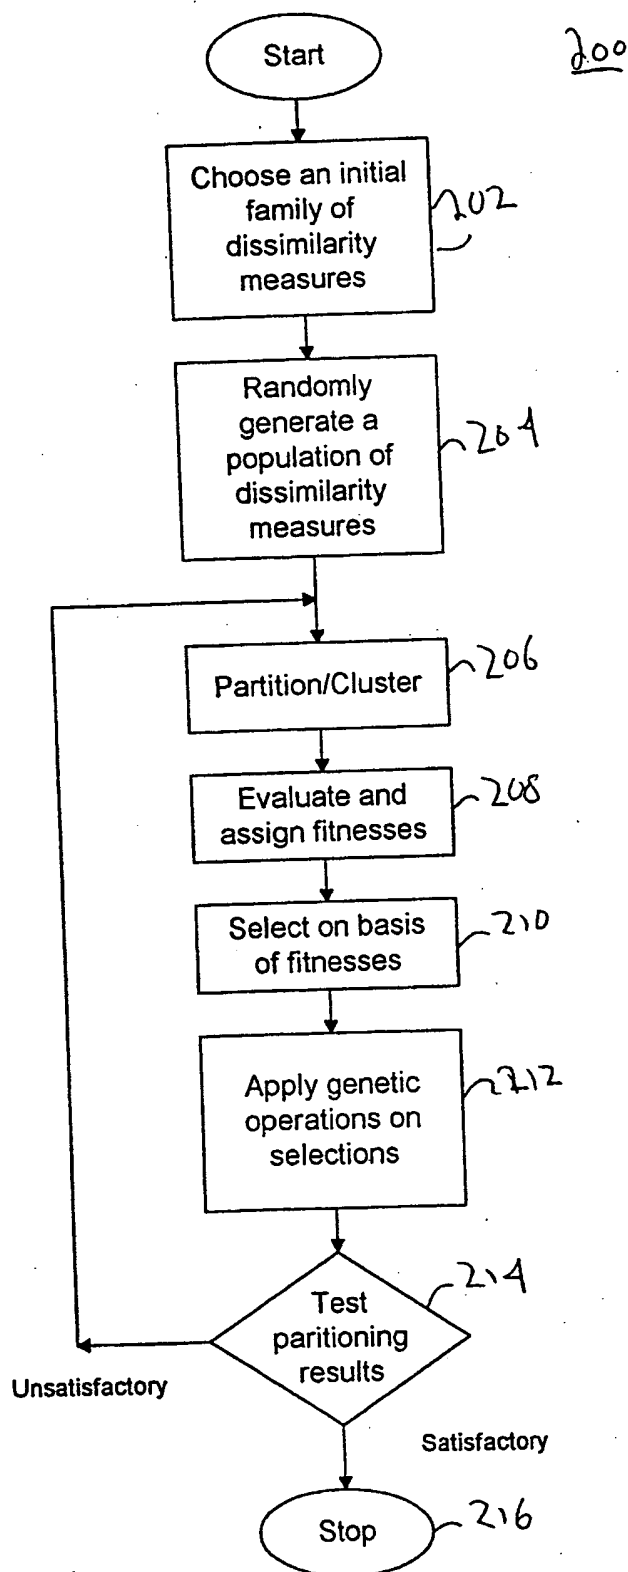 Start
200
Choose an initial
family of
dissimilarity
measures
202
Randomly
generate a
population of
dissimilarity
measures
204
Partition/Cluster
206
Evaluate and
assign fitnesses
208
Select on basis
of fitnesses
210
Apply genetic
operations on
selections
212
Test
paritioning
results
214
Unsatisfactory
Satisfactory
Stop
216